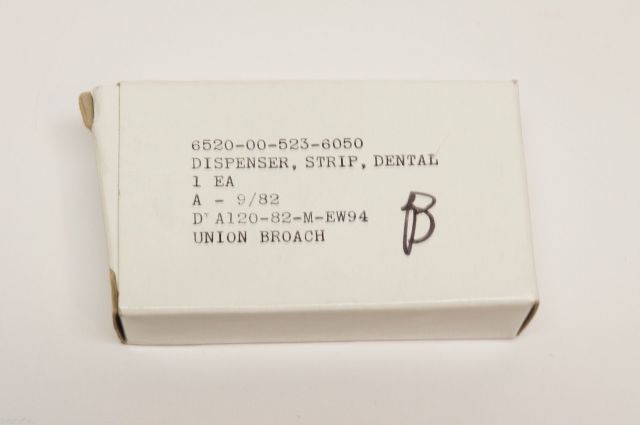 6520-00-523-6050
DISPENSER, STRIP, DENTAL
1 EA
A - 9/82
A120-82-M-EW94
UNION BROACH
B